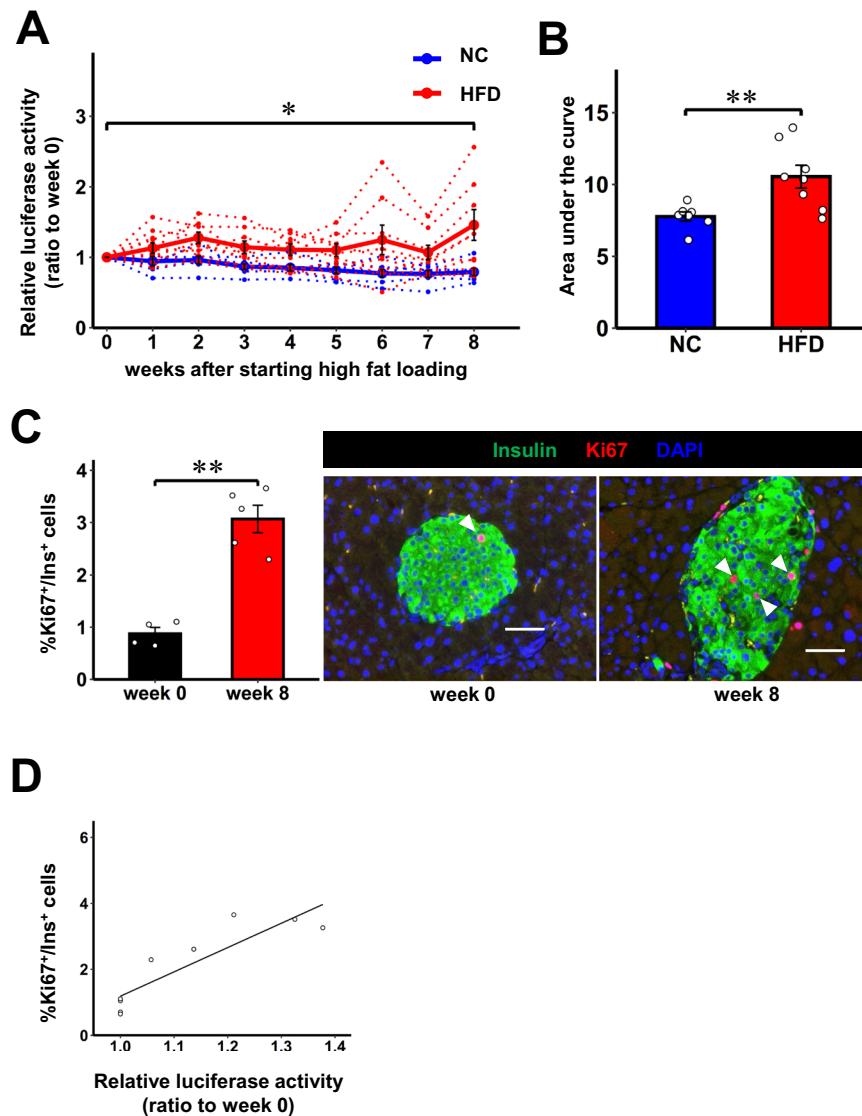 A
Relative luciferase activity
(ratio to week 0)
3
2
1
0
NC
HFD
*
0 1 2 3 4 5 6 7 8
weeks after starting high fat loading
B
Area under the curve
15
10
5
0
**
NC HFD
C
%Ki67⁺/Ins⁺ cells
4
3
2
1
0
**
week 0 week 8
Insulin Ki67 DAPI
week 0 week 8
D
%Ki67⁺/Ins⁺ cells
6
4
2
0
1.0 1.1 1.2 1.3 1.4
Relative luciferase activity
(ratio to week 0)